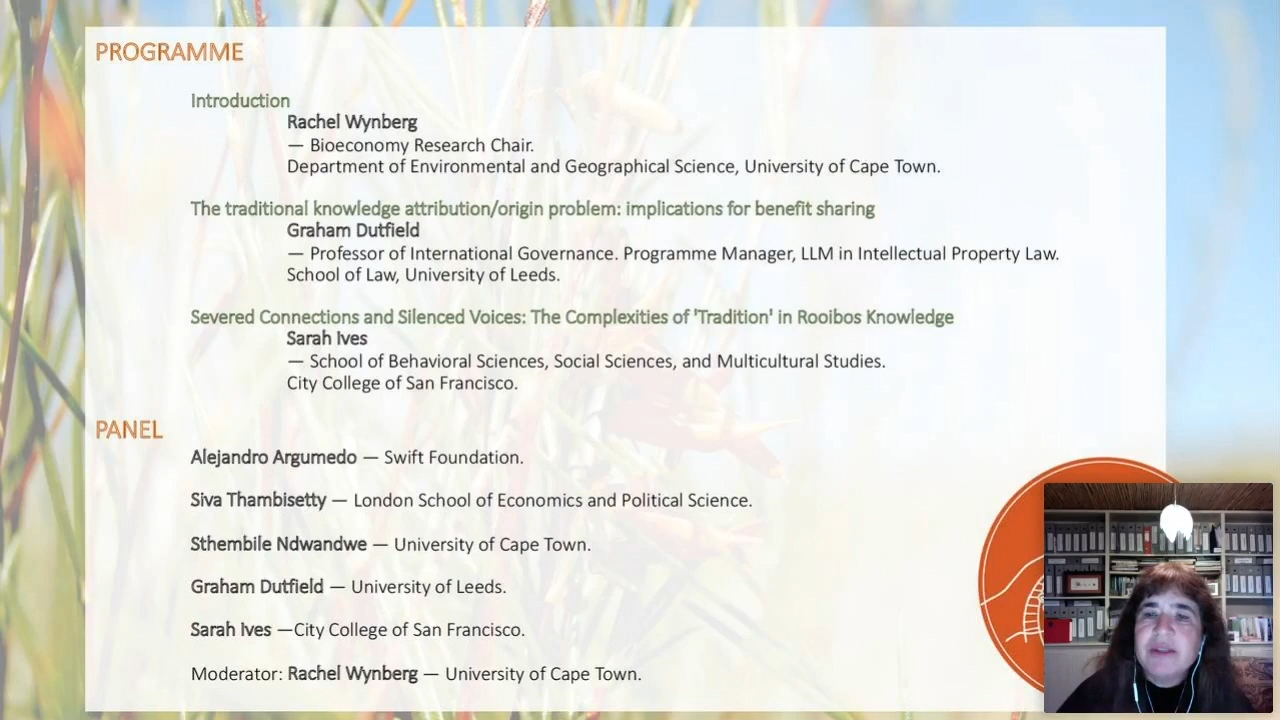 PROGRAMME
Introduction
Rachel Wynberg
— Bioeconomy Research Chair.
Department of Environmental and Geographical Science, University of Cape Town.
The traditional knowledge attribution/origin problem: implications for benefit sharing
Graham Dutfield
— Professor of International Governance. Programme Manager, LLM in Intellectual Property Law.
School of Law, University of Leeds.
Severed Connections and Silenced Voices: The Complexities of 'Tradition' in Rooibos Knowledge
Sarah Ives
— School of Behavioral Sciences, Social Sciences, and Multicultural Studies.
City College of San Francisco.
PANEL
Alejandro Argumedo — Swift Foundation.
Siva Thambisetty — London School of Economics and Political Science.
Sthembile Ndwandwe — University of Cape Town.
Graham Dutfield — University of Leeds.
Sarah Ives —City College of San Francisco.
Moderator: Rachel Wynberg — University of Cape Town.